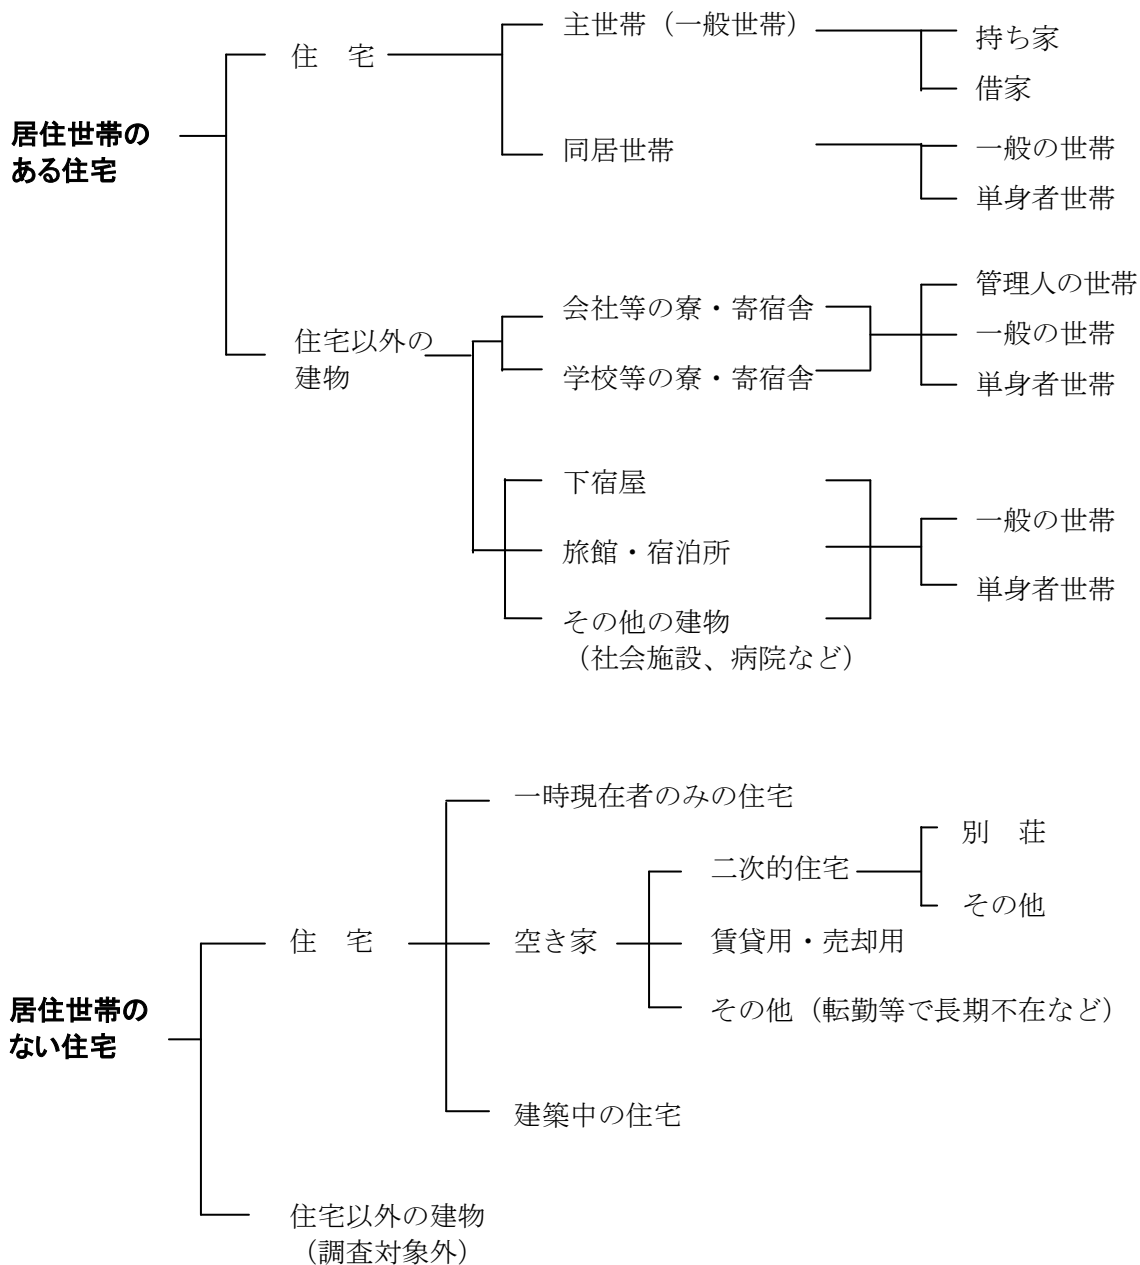 居住世帯の
ある住宅
住　宅
主世帯（一般世帯）
持ち家
借家
同居世帯
一般の世帯
単身者世帯
住宅以外の
建物
会社等の寮・寄宿舎
学校等の寮・寄宿舎
管理人の世帯
一般の世帯
単身者世帯
下宿屋
旅館・宿泊所
その他の建物
（社会施設、病院など）
一般の世帯
単身者世帯
居住世帯の
ない住宅
住　宅
一時現在者のみの住宅
空き家
二次的住宅
別　荘
その他
賃貸用・売却用
その他（転勤等で長期不在など）
建築中の住宅
住宅以外の建物
（調査対象外）